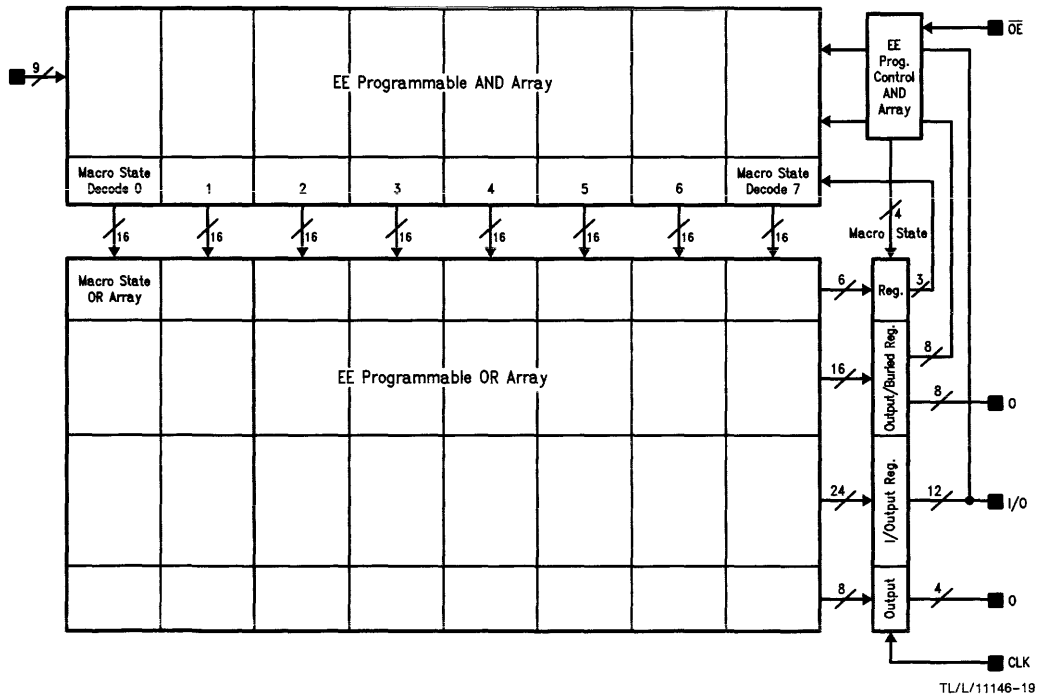 OE
EE
Prog.
Control
AND
Array
9
EE Programmable AND Array
Macro State
Decode 0
1
2
3
4
5
6
Macro State
Decode 7
16
16
16
16
16
16
16
16
4
Macro State
Macro State
OR Array
6
Reg.
3
EE Programmable OR Array
16
Output/Buried Reg.
8
8
O
24
I/Output Reg.
12
I/O
8
Output
4
O
CLK
TL/L/11146-19